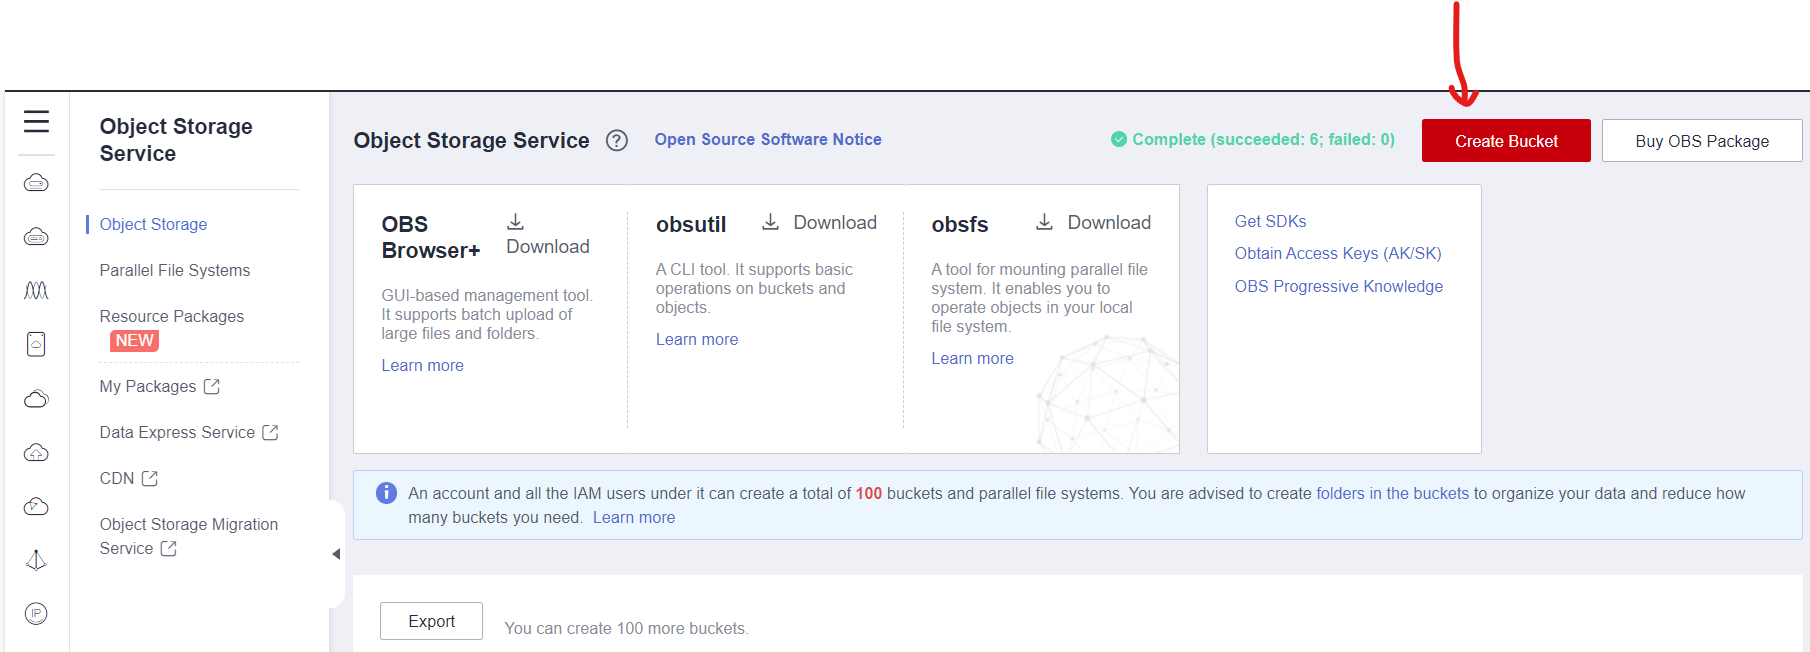 Object Storage
Service
Object Storage
Parallel File Systems
Resource Packages
NEW
My Packages
Data Express Service
CDN
Object Storage Migration
Service
IP
Object Storage Service ? Open Source Software Notice Complete (succeeded: 6; failed: 0) Create Bucket Buy OBS Package
OBS
Browser+
Download
GUI-based management tool.
It supports batch upload of
large files and folders.
Learn more
obsutil Download
A CLI tool. It supports basic
operations on buckets and
objects.
Learn more
obsfs Download
A tool for mounting parallel file
system. It enables you to
operate objects in your local
file system.
Learn more
Get SDKs
Obtain Access Keys (AK/SK)
OBS Progressive Knowledge
An account and all the IAM users under it can create a total of 100 buckets and parallel file systems. You are advised to create folders in the buckets to organize your data and reduce how
many buckets you need. Learn more
Export You can create 100 more buckets.